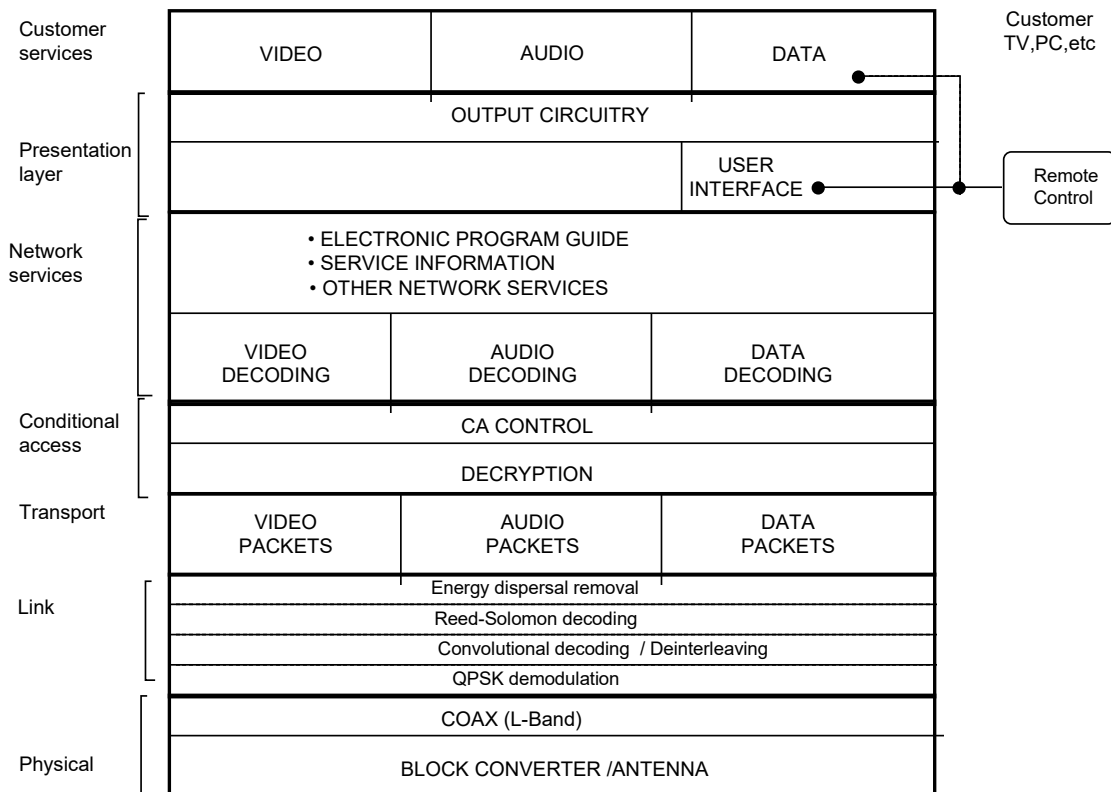 Customer
services
VIDEO
AUDIO
DATA
Customer
TV,PC,etc
OUTPUT CIRCUITRY
Presentation
layer
USER
INTERFACE
Remote
Control
Network
services
• ELECTRONIC PROGRAM GUIDE
• SERVICE INFORMATION
• OTHER NETWORK SERVICES
VIDEO
DECODING
AUDIO
DECODING
DATA
DECODING
Conditional
access
CA CONTROL
DECRYPTION
Transport
VIDEO
PACKETS
AUDIO
PACKETS
DATA
PACKETS
Link
Energy dispersal removal
Reed-Solomon decoding
Convolutional decoding / Deinterleaving
QPSK demodulation
Physical
COAX (L-Band)
BLOCK CONVERTER /ANTENNA